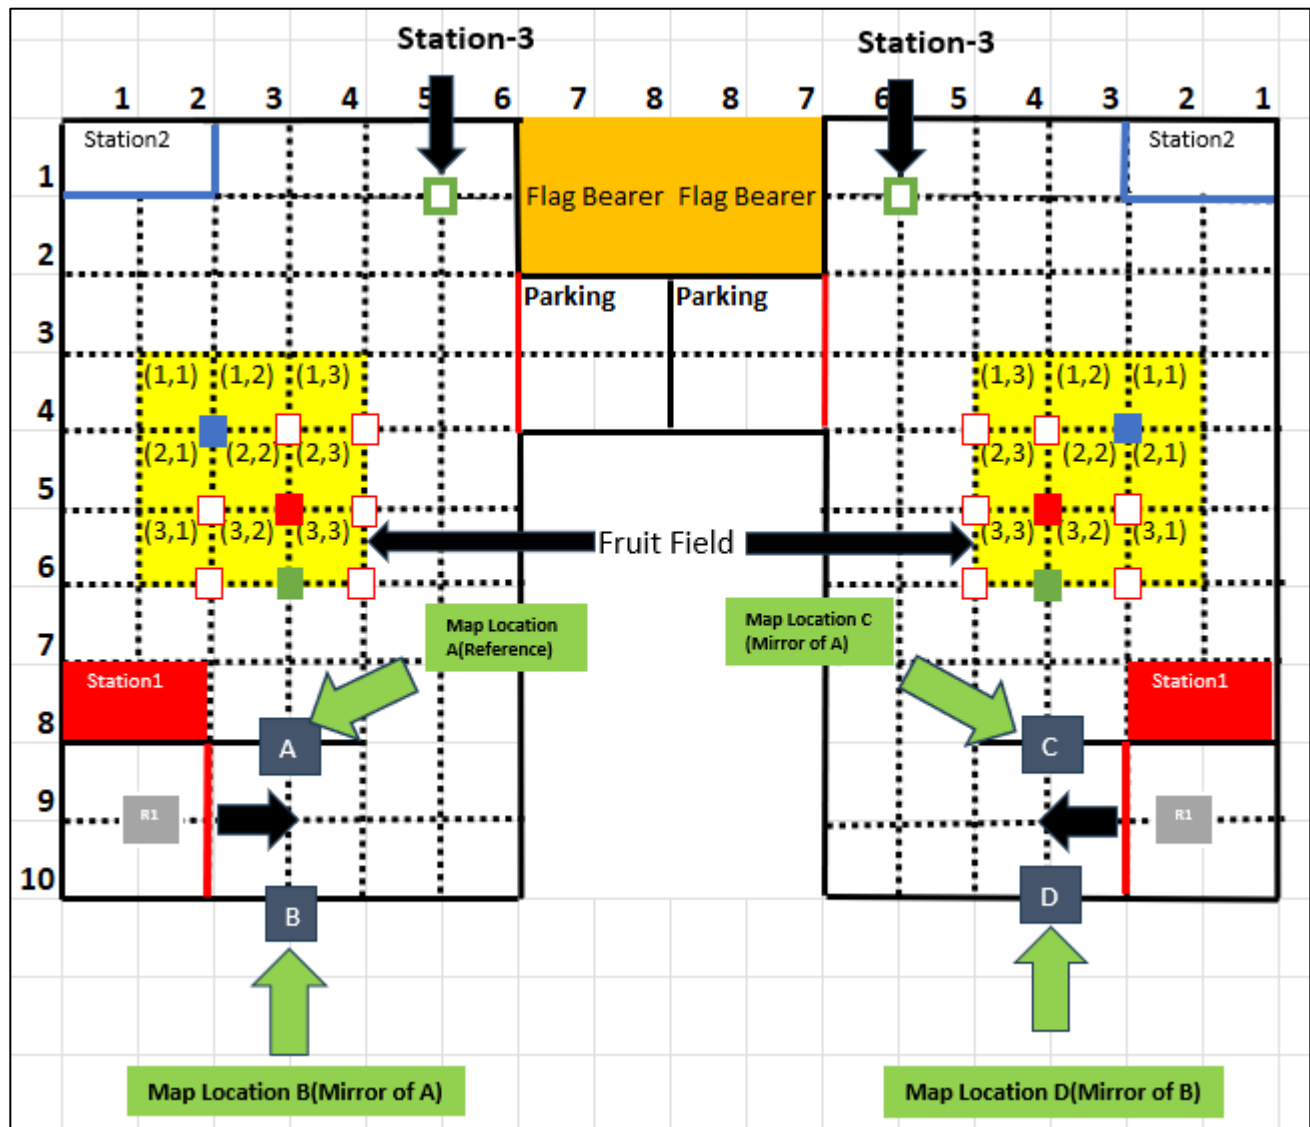 Station-3 Station-3
1 2 3 4 5 6 7 8 8 7 6 5 4 3 2 1
Station2 Station2
1
Flag Bearer Flag Bearer
2
Parking Parking
3
(1,1) (1,2) (1,3) (1,3) (1,2) (1,1)
4
(2,1) (2,2) (2,3) (2,3) (2,2) (2,1)
5
(3,1) (3,2) (3,3) Fruit Field (3,3) (3,2) (3,1)
6
Map Location
A(Reference)
Map Location C
(Mirror of A)
7
Station1 Station1
8
A C
9
R1 R1
10
B D
Map Location B(Mirror of A) Map Location D(Mirror of B)